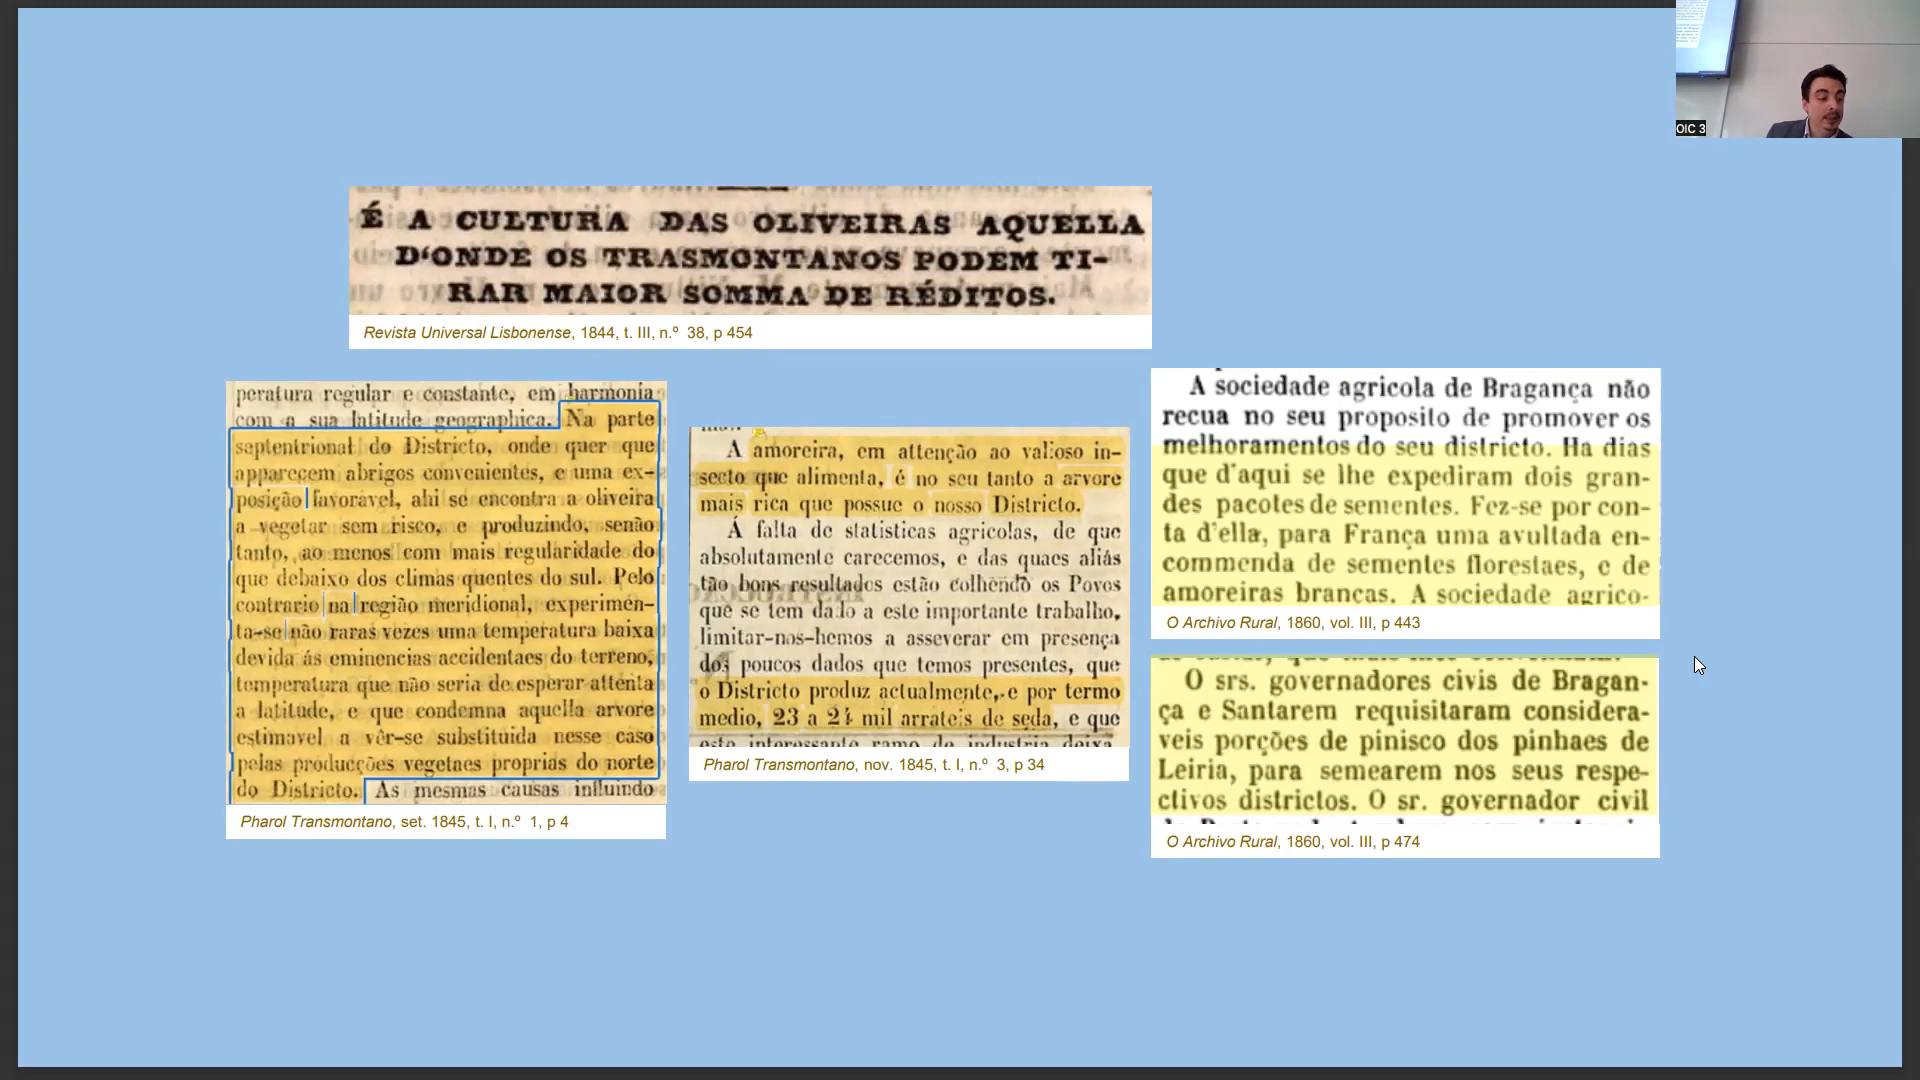 OIC 3
É A CULTURA DAS OLIVEIRAS AQUELLA
D'ONDE OS TRASMONTANOS PODEM TI-
RAR MAIOR SOMMA DE RÉDITOS.
Revista Universal Lisbonense, 1844, t. III, n.º 38, p 454
peratura regular e constante, em harmonia
com a sua latitude geographica. Na parte
septentrional do Districto, onde quer que
apparecem abrigos convenientes, e uma ex-
posição favoravel, ahi se encontra a oliveira
a vegetar sem risco, e produzindo, senão
tanto, ao menos com mais regularidade do
que debaixo dos climas quentes do sul. Pelo
contrario na região meridional, experimen-
ta-se não raras vezes uma temperatura baixa
devida ás eminencias accidentaes do terreno,
temperatura que não seria de esperar attenta
a latitude, e que condemna aquella arvore
estimavel a vêr-se substituida nesse caso
pelas producções vegetaes proprias do norte
do Districto. As mesmas causas influindo
Pharol Transmontano, set. 1845, t. I, n.º 1, p 4
A amoreira, em attenção ao valioso in-
secto que alimenta, é no seu tanto a arvore
mais rica que possue o nosso Districto.
Á falta de statisticas agricolas, de que
absolutamente carecemos, e das quaes aliás
tão bons resultados estão colhendo os Povos
que se tem dado a este importante trabalho,
limitar-nos-hemos a asseverar em presença
dos poucos dados que temos presentes, que
o Districto produz actualmente, e por termo
medio, 23 a 24 mil arrateis de seda, e que
este interessante ramo de industria deixa
Pharol Transmontano, nov. 1845, t. I, n.º 3, p 34
A sociedade agricola de Bragança não
recua no seu proposito de promover os
melhoramentos do seu districto. Ha dias
que d'aqui se lhe expediram dois gran-
des pacotes de sementes. Fez-se por con-
ta d'ella, para França uma avultada en-
commenda de sementes florestaes, e de
amoreiras brancas. A sociedade agrico-
O Archivo Rural, 1860, vol. III, p 443
O srs. governadores civis de Bragan-
ça e Santarem requisitaram considera-
veis porções de pinisco dos pinhaes de
Leiria, para semearem nos seus respe-
ctivos districtos. O sr. governador civil
O Archivo Rural, 1860, vol. III, p 474